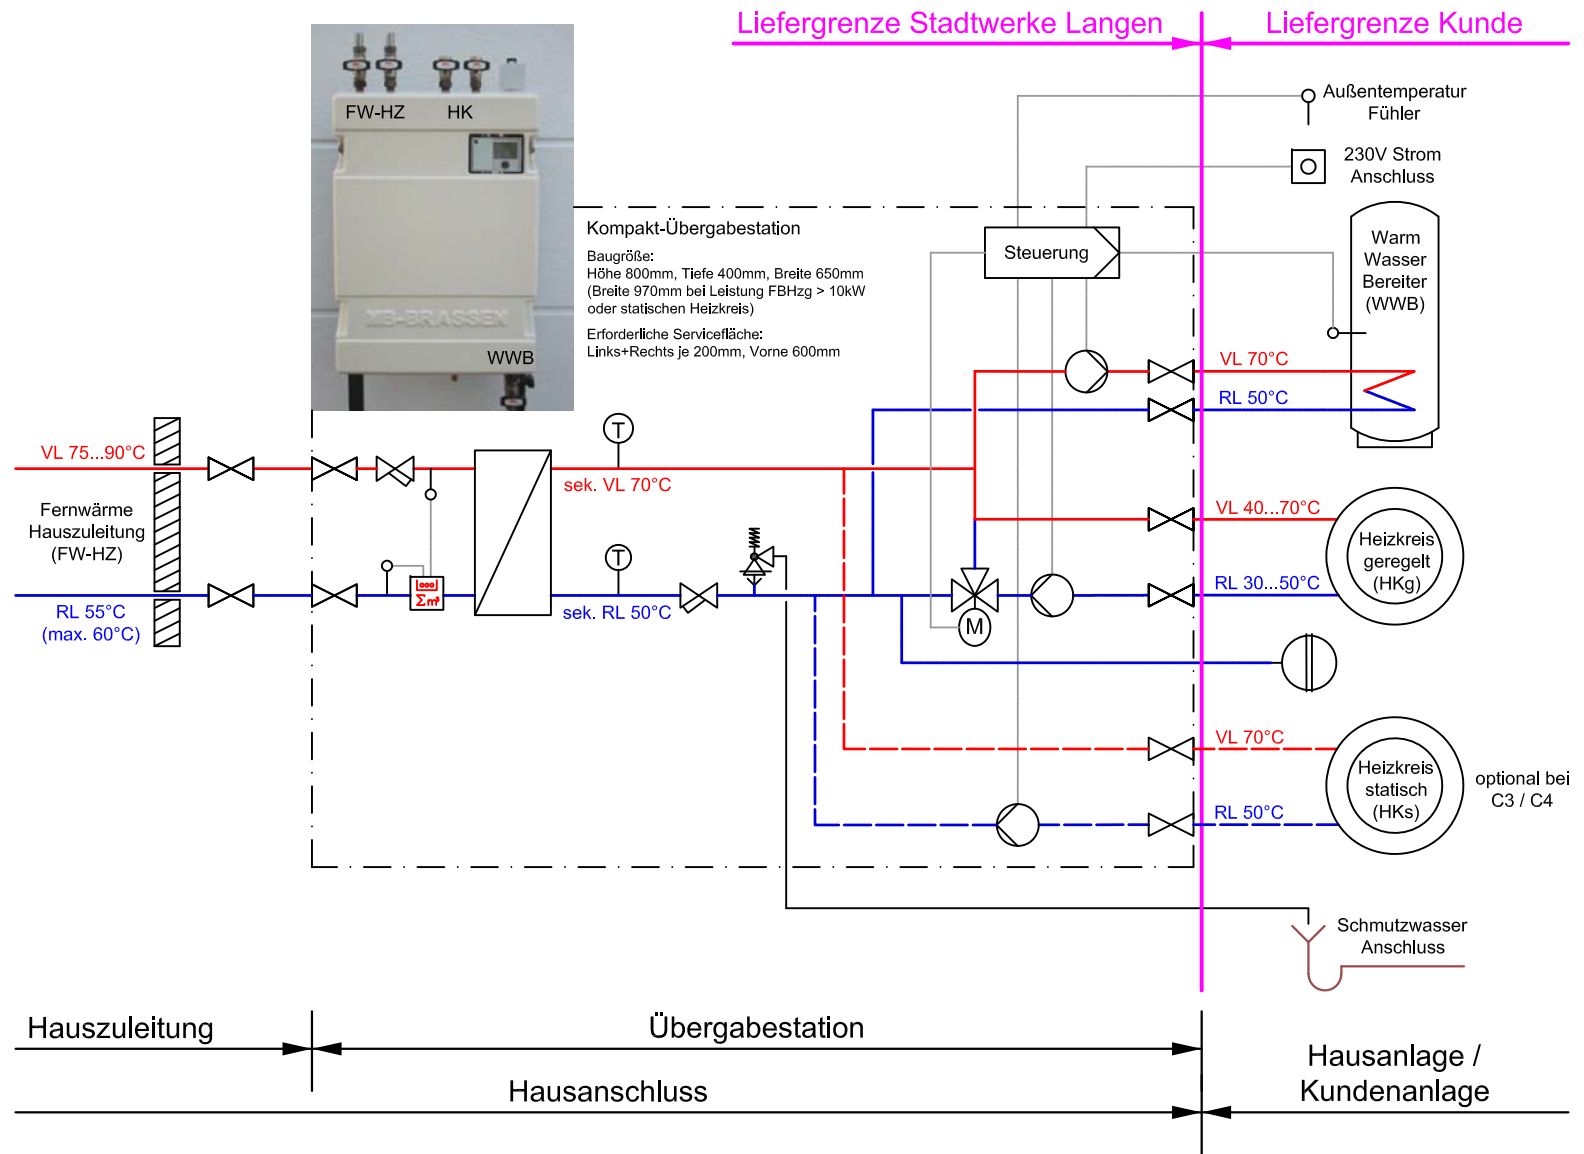 Liefergrenze Stadtwerke Langen
Liefergrenze Kunde
FW-HZ
HK
WWB
Außentemperatur
Fühler
230V Strom
Anschluss
Kompakt-Übergabestation
Baugröße:
Höhe 800mm, Tiefe 400mm, Breite 650mm
(Breite 970mm bei Leistung FBHzg > 10kW
oder statischen Heizkreis)
Erforderliche Servicefläche:
Links+Rechts je 200mm, Vorne 600mm
Steuerung
Warm
Wasser
Bereiter
(WWB)
VL 70°C
RL 50°C
VL 75...90°C
Fernwärme
Hauszuleitung
(FW-HZ)
RL 55°C
(max. 60°C)
T
sek. VL 70°C
T
sek. RL 50°C
Σm³
M
VL 40...70°C
Heizkreis
geregelt
(HKg)
RL 30...50°C
VL 70°C
Heizkreis
statisch
(HKs)
RL 50°C
optional bei
C3 / C4
Schmutzwasser
Anschluss
Hauszuleitung
Übergabestation
Hausanschluss
Hausanlage /
Kundenanlage